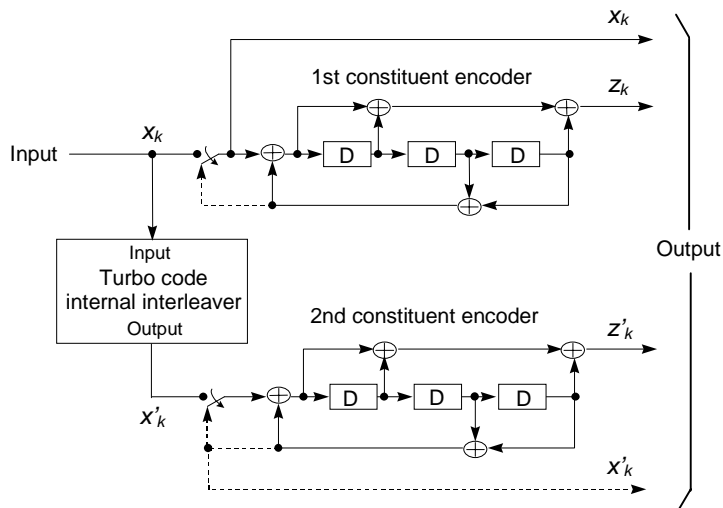 x_k
1st constituent encoder
z_k
x_k
Input
D
D
D
Input
Turbo code
internal interleaver
Output
Output
2nd constituent encoder
z'_k
x'_k
D
D
D
x'_k